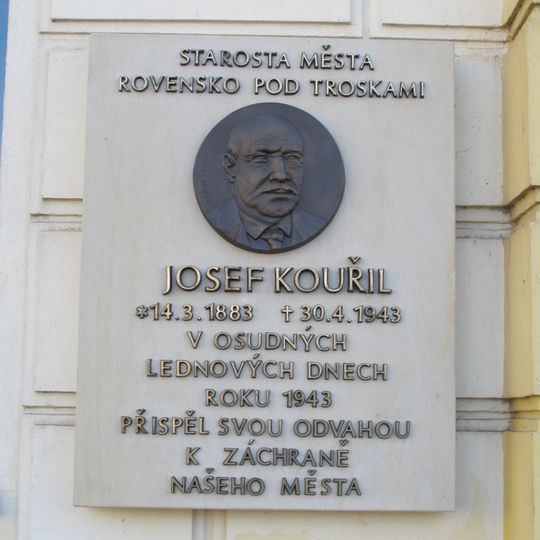 STAROSTA MĚSTA
ROVENSKO POD TROSKAMI
JOSEF KOUŘIL
*14.3.1883 †30.4.1943
V OSUDNÝCH
LEDNOVÝCH DNECH
ROKU 1943
PŘISPĚL SVOU ODVAHOU
K ZÁCHRANĚ
NAŠEHO MĚSTA